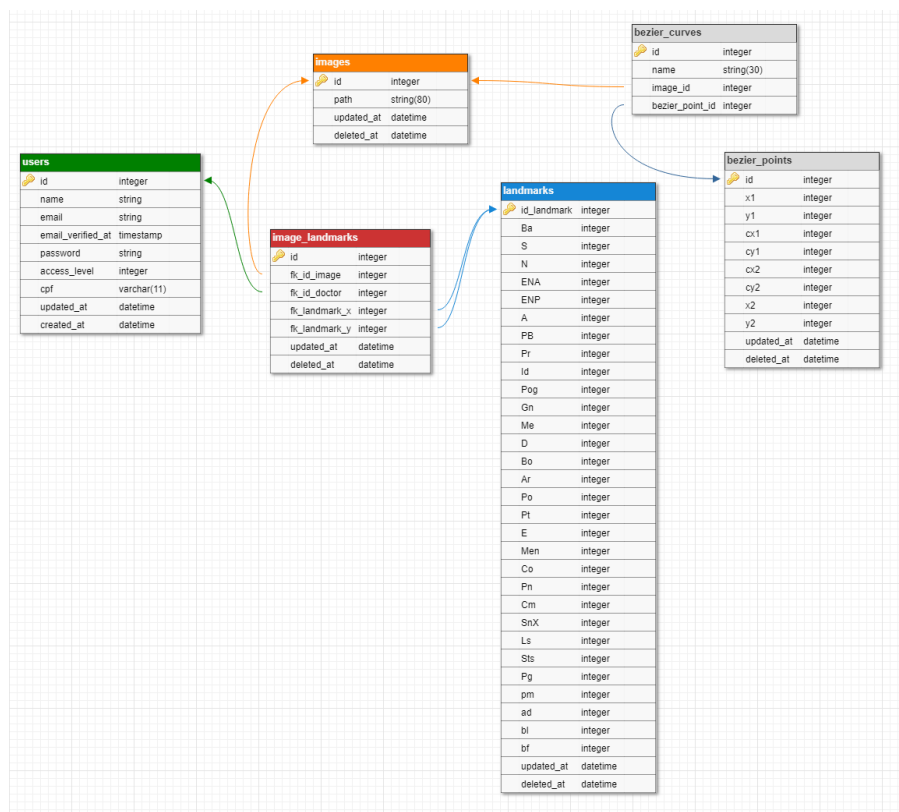 bezier_curves
id integer
name string(30)
image_id integer
bezier_point_id integer
images
id integer
path string(80)
updated_at datetime
deleted_at datetime
users
id integer
name string
email string
email_verified_at timestamp
password string
access_level integer
cpf varchar(11)
updated_at datetime
created_at datetime
image_landmarks
id integer
fk_id_image integer
fk_id_doctor integer
fk_landmark_x integer
fk_landmark_y integer
updated_at datetime
deleted_at datetime
landmarks
id_landmark integer
Ba integer
S integer
N integer
ENA integer
ENP integer
A integer
PB integer
Pr integer
Id integer
Pog integer
Gn integer
Me integer
D integer
Bo integer
Ar integer
Po integer
Pt integer
E integer
Men integer
Co integer
Pn integer
Cm integer
SnX integer
Ls integer
Sts integer
Pg integer
pm integer
ad integer
bl integer
bf integer
updated_at datetime
deleted_at datetime
bezier_points
id integer
x1 integer
y1 integer
cx1 integer
cy1 integer
cx2 integer
cy2 integer
x2 integer
y2 integer
updated_at datetime
deleted_at datetime